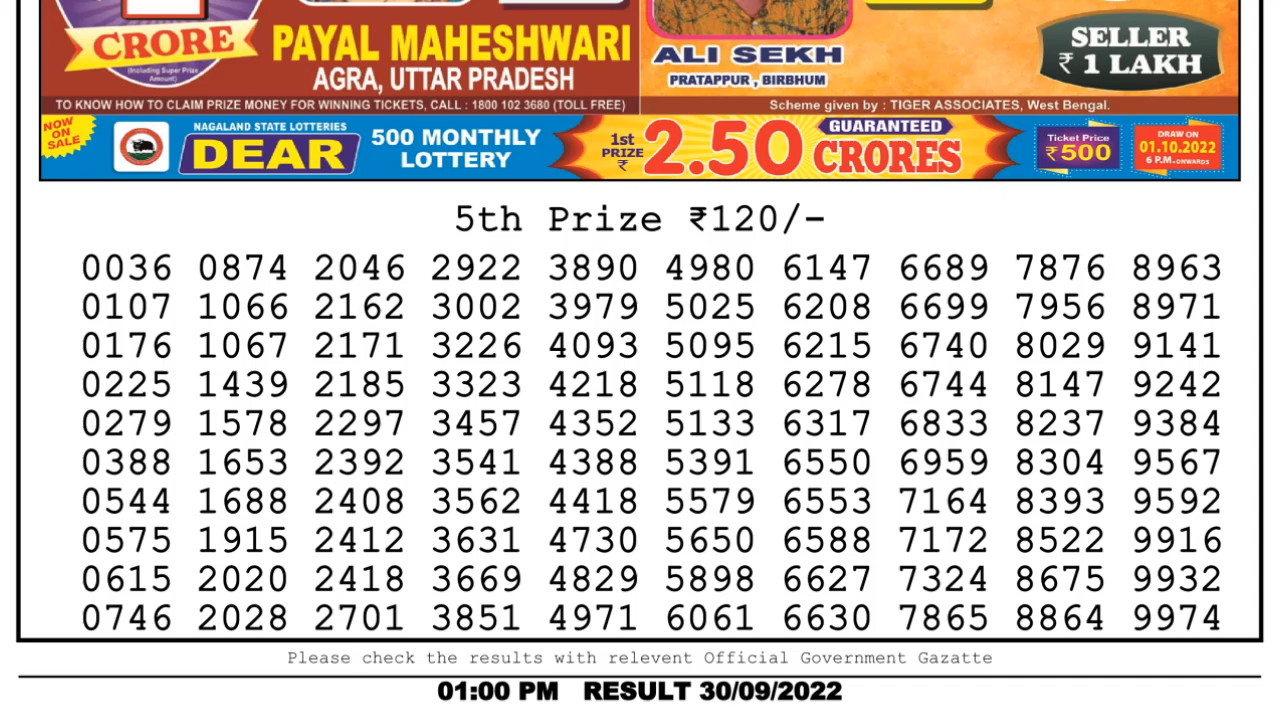 CRORE
(Including Super Prize
Amount)
PAYAL MAHESHWARI
AGRA, UTTAR PRADESH
ALI SEKH
PRATAPPUR, BIRBHUM
SELLER
₹ 1 LAKH
TO KNOW HOW TO CLAIM PRIZE MONEY FOR WINNING TICKETS, CALL : 1800 102 3680 (TOLL FREE)
Scheme given by : TIGER ASSOCIATES, West Bengal.
NOW
ON
SALE
NAGALAND STATE LOTTERIES
DEAR
500 MONTHLY
LOTTERY
1st
PRIZE
₹
2.50
GUARANTEED
CRORES
Ticket Price
₹500
DRAW ON
01.10.2022
6 P.M.ONWARDS
5th Prize ₹120/-
0036 0874 2046 2922 3890 4980 6147 6689 7876 8963
0107 1066 2162 3002 3979 5025 6208 6699 7956 8971
0176 1067 2171 3226 4093 5095 6215 6740 8029 9141
0225 1439 2185 3323 4218 5118 6278 6744 8147 9242
0279 1578 2297 3457 4352 5133 6317 6833 8237 9384
0388 1653 2392 3541 4388 5391 6550 6959 8304 9567
0544 1688 2408 3562 4418 5579 6553 7164 8393 9592
0575 1915 2412 3631 4730 5650 6588 7172 8522 9916
0615 2020 2418 3669 4829 5898 6627 7324 8675 9932
0746 2028 2701 3851 4971 6061 6630 7865 8864 9974
Please check the results with relevent Official Government Gazatte
01:00 PM RESULT 30/09/2022